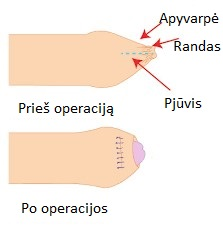 Apyvarpė
Randas
Pjūvis
Prieš operaciją
Po operacijos